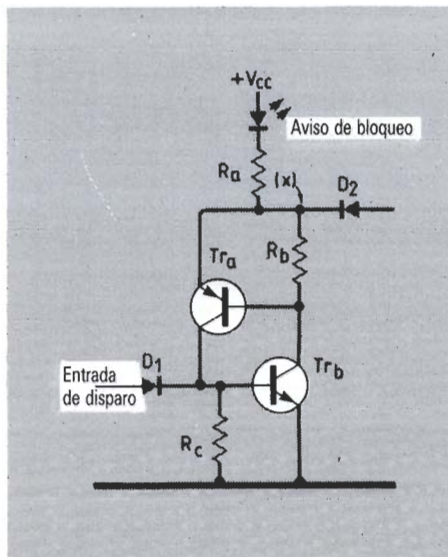 +Vcc
Aviso de bloqueo
Ra
(x)
D2
Rb
Tra
D1
Trb
Entrada
de disparo
Rc